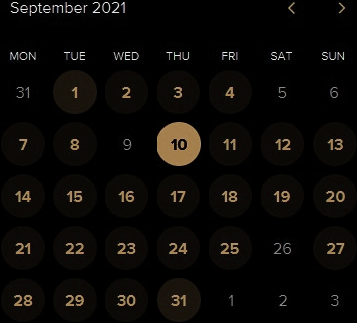 September 2021
MON TUE WED THU FRI SAT SUN
31 1 2 3 4 5 6
7 8 9 10 11 12 13
14 15 16 17 18 19 20
21 22 23 24 25 26 27
28 29 30 31 1 2 3